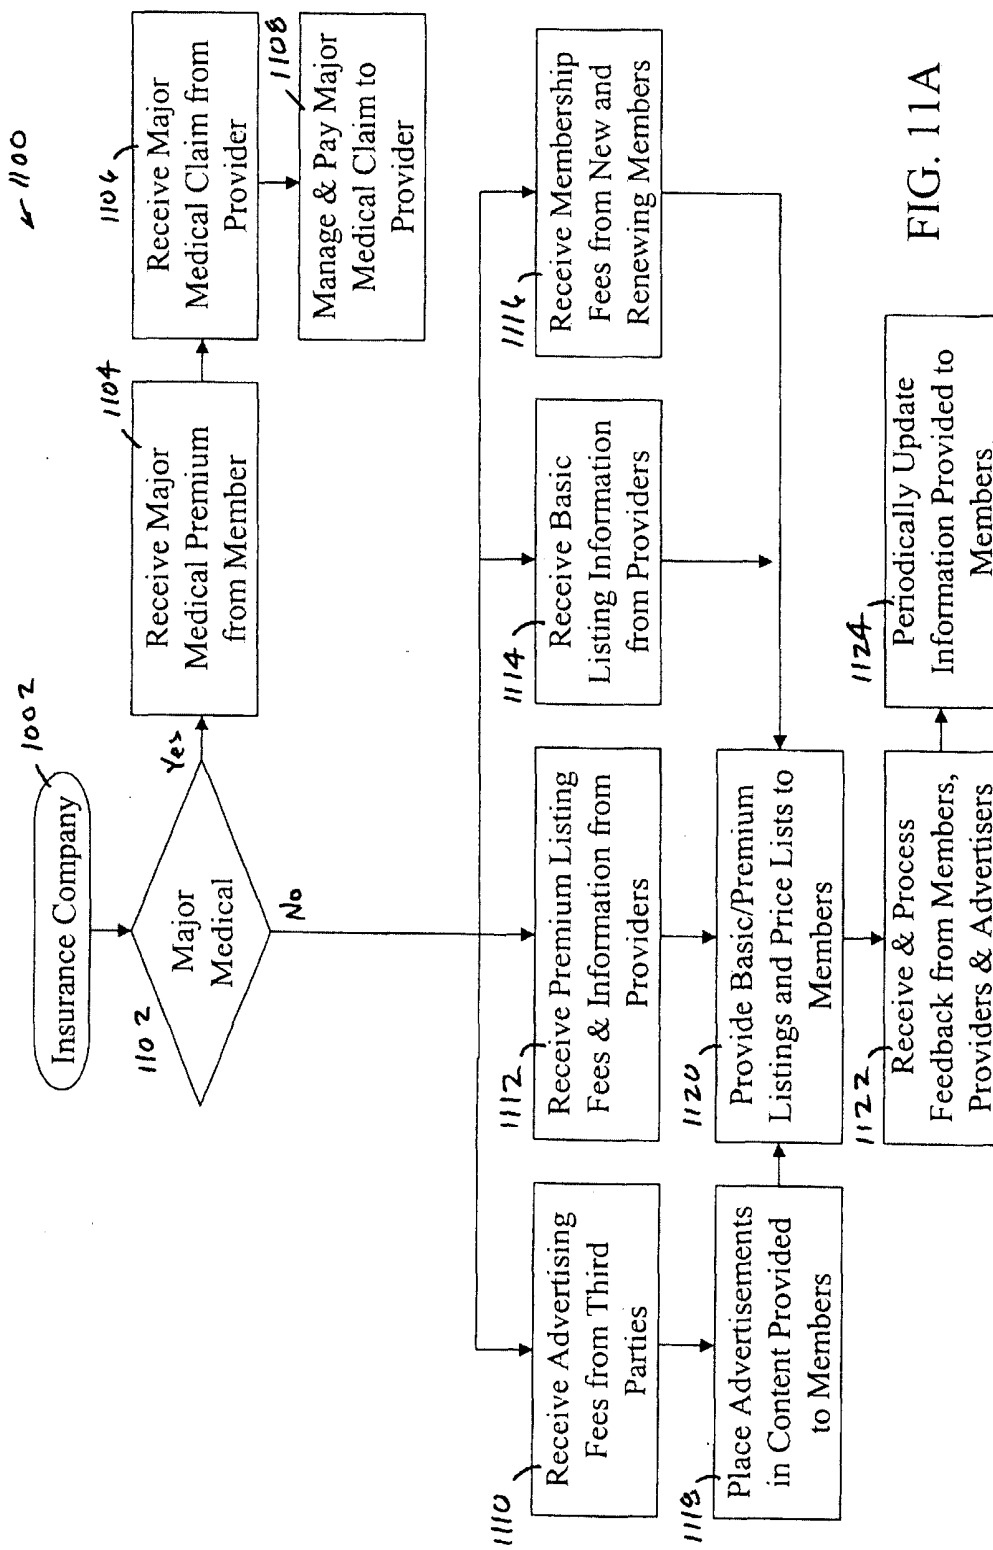 1100
1002
Insurance Company
1102
Major
Medical
Yes
No
1104
Receive Major
Medical Premium
from Member
1106
Receive Major
Medical Claim from
Provider
1108
Manage & Pay Major
Medical Claim to
Provider
1110
Receive Advertising
Fees from Third
Parties
1112
Receive Premium Listing
Fees & Information from
Providers
1114
Receive Basic
Listing Information
from Providers
1116
Receive Membership
Fees from New and
Renewing Members
1118
Place Advertisements
in Content Provided
to Members
1120
Provide Basic/Premium
Listings and Price Lists to
Members
1122
Receive & Process
Feedback from Members,
Providers & Advertisers
1124
Periodically Update
Information Provided to
Members
FIG. 11A